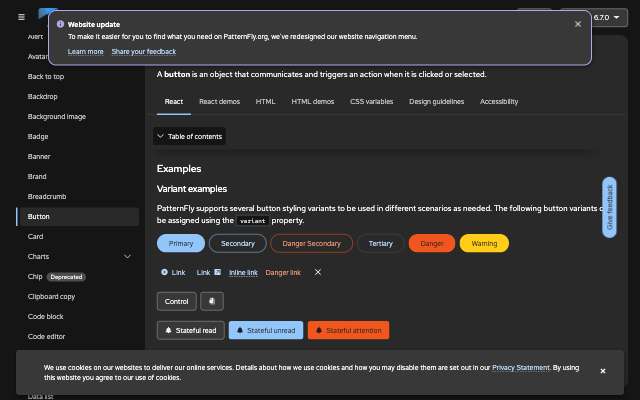 Website update
To make it easier for you to find what you need on PatternFly.org, we've redesigned our website navigation menu.
Learn more Share your feedback
6.7.0
Alert
Avatar
Back to top
Backdrop
Background image
Badge
Banner
Brand
Breadcrumb
Button
Card
Charts
Chip Deprecated
Clipboard copy
Code block
Code editor
Data list
A button is an object that communicates and triggers an action when it is clicked or selected.
React React demos HTML HTML demos CSS variables Design guidelines Accessibility
Table of contents
Examples
Variant examples
PatternFly supports several button styling variants to be used in different scenarios as needed. The following button variants
be assigned using the variant property.
Primary Secondary Danger Secondary Tertiary Danger Warning
Link Link Inline link Danger link
Control
Stateful read Stateful unread Stateful attention
Give feedback
We use cookies on our websites to deliver our online services. Details about how we use cookies and how you may disable them are set out in our Privacy Statement. By using
this website you agree to our use of cookies.